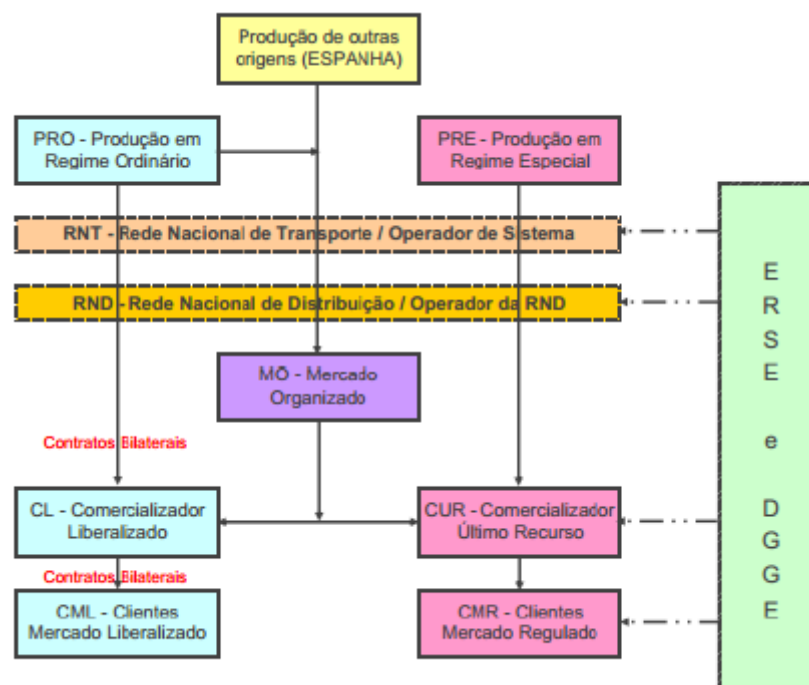 Produção de outras
origens (ESPANHA)
PRO - Produção em
Regime Ordinário
PRE - Produção em
Regime Especial
RNT - Rede Nacional de Transporte / Operador de Sistema
RND - Rede Nacional de Distribuição / Operador da RND
MO - Mercado
Organizado
Contratos Bilaterais
CL - Comercializador
Liberalizado
CUR - Comercializador
Último Recurso
Contratos Bilaterais
CML - Clientes
Mercado Liberalizado
CMR - Clientes
Mercado Regulado
E
R
S
E
e
D
G
G
E